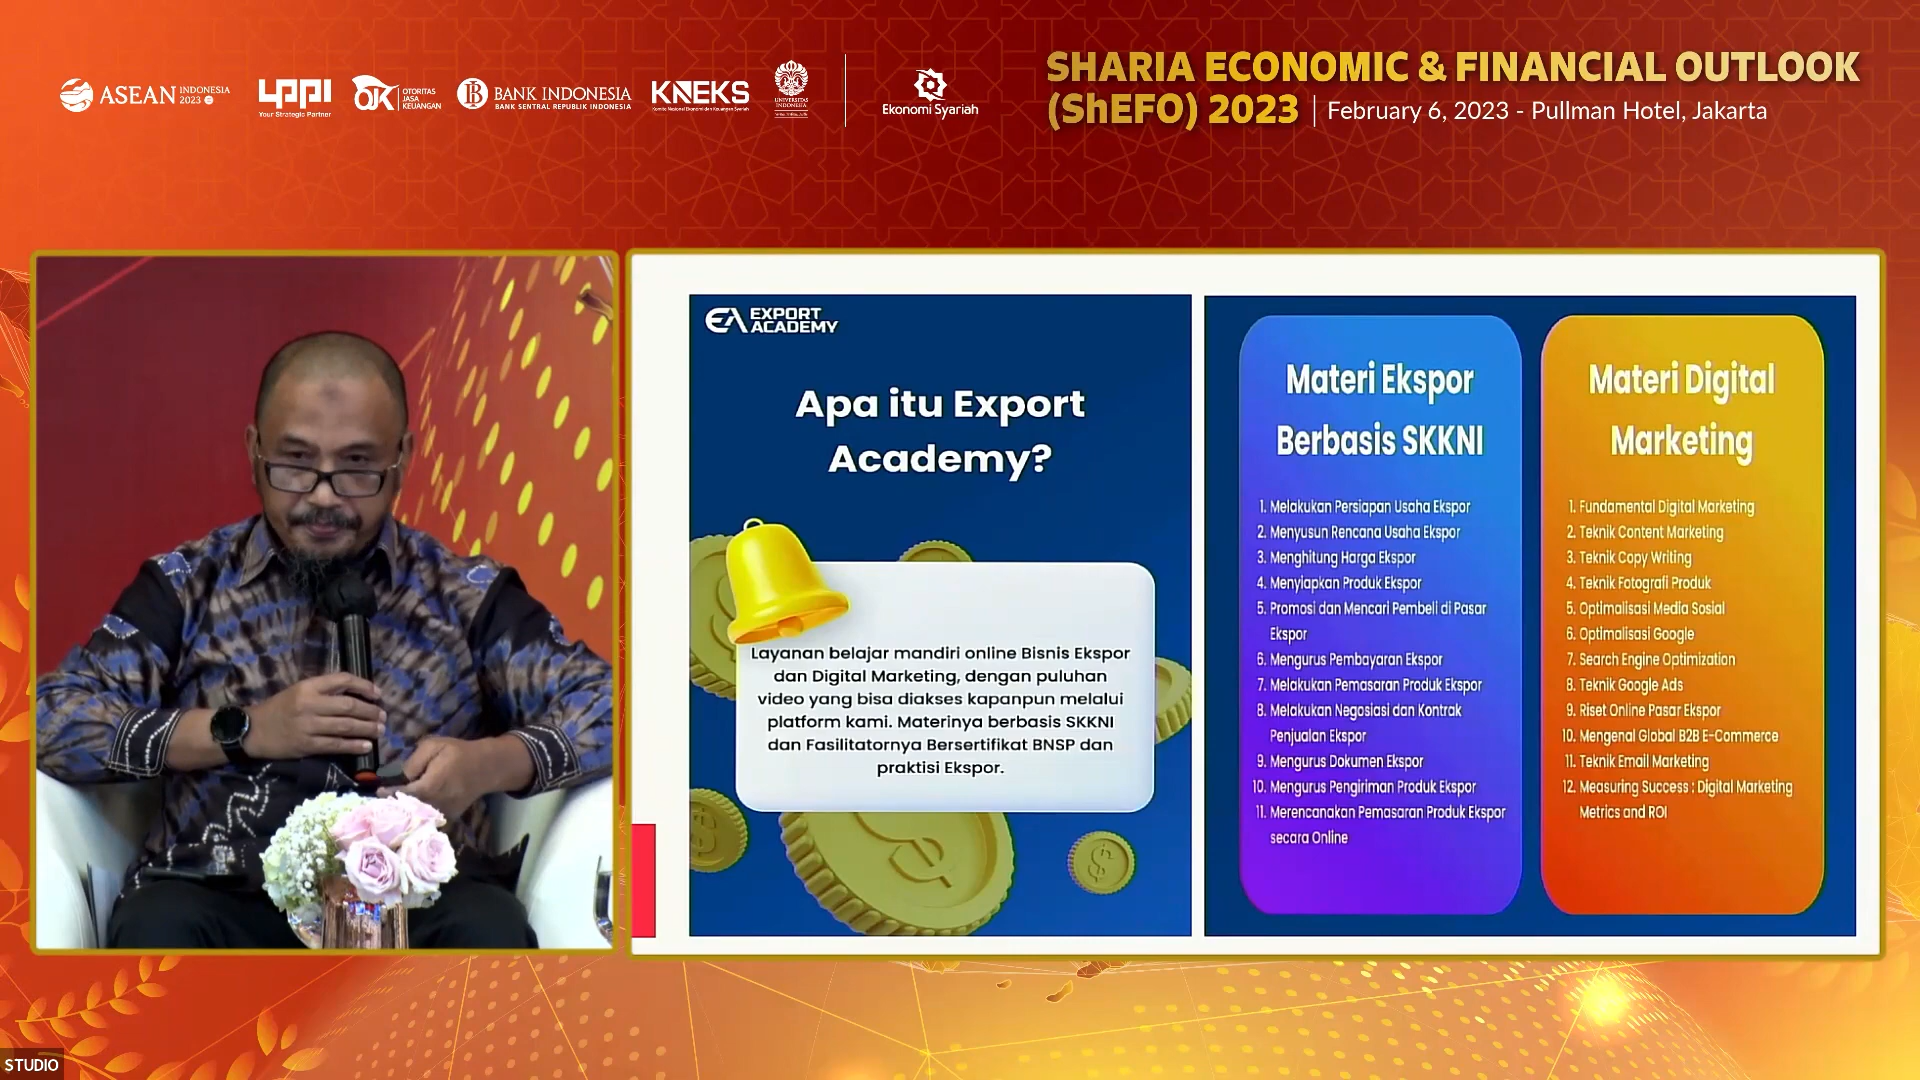 ASEAN INDONESIA 2023
LPPI
Your Strategic Partner
OJK OTORITAS JASA KEUANGAN
BANK INDONESIA
BANK SENTRAL REPUBLIK INDONESIA
KNEKS
Komite Nasional Ekonomi dan Keuangan Syariah
UNIVERSITAS INDONESIA
Ekonomi Syariah
SHARIA ECONOMIC & FINANCIAL OUTLOOK
(ShEFO) 2023 | February 6, 2023 - Pullman Hotel, Jakarta
EA EXPORT ACADEMY
Apa itu Export
Academy?
Layanan belajar mandiri online Bisnis Ekspor
dan Digital Marketing, dengan puluhan
video yang bisa diakses kapanpun melalui
platform kami. Materinya berbasis SKKNI
dan Fasilitatornya Bersertifikat BNSP dan
praktisi Ekspor.
Materi Ekspor
Berbasis SKKNI
1. Melakukan Persiapan Usaha Ekspor
2. Menyusun Rencana Usaha Ekspor
3. Menghitung Harga Ekspor
4. Menyiapkan Produk Ekspor
5. Promosi dan Mencari Pembeli di Pasar
Ekspor
6. Mengurus Pembayaran Ekspor
7. Melakukan Pemasaran Produk Ekspor
8. Melakukan Negosiasi dan Kontrak
Penjualan Ekspor
9. Mengurus Dokumen Ekspor
10. Mengurus Pengiriman Produk Ekspor
11. Merencanakan Pemasaran Produk Ekspor
secara Online
Materi Digital
Marketing
1. Fundamental Digital Marketing
2. Teknik Content Marketing
3. Teknik Copy Writing
4. Teknik Fotografi Produk
5. Optimalisasi Media Sosial
6. Optimalisasi Google
7. Search Engine Optimization
8. Teknik Google Ads
9. Riset Online Pasar Ekspor
10. Mengenal Global B2B E-Commerce
11. Teknik Email Marketing
12. Measuring Success : Digital Marketing
Metrics and ROI
STUDIO